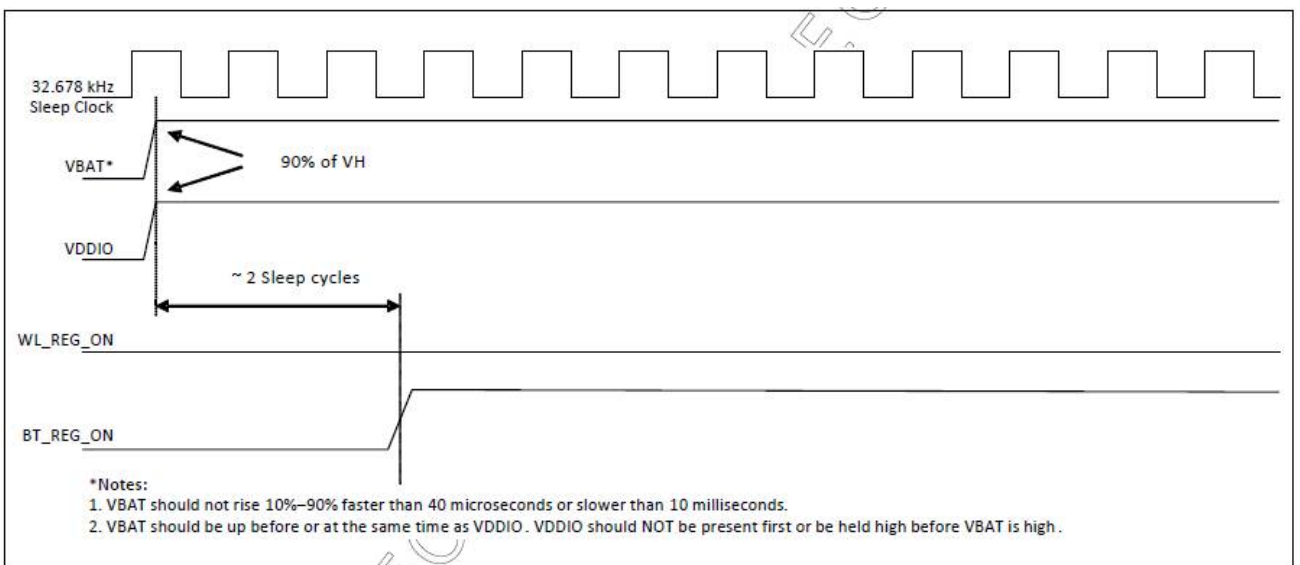 32.678 kHz
Sleep Clock
VBAT*
90% of VH
VDDIO
~ 2 Sleep cycles
WL_REG_ON
BT_REG_ON
*Notes:
1. VBAT should not rise 10%–90% faster than 40 microseconds or slower than 10 milliseconds.
2. VBAT should be up before or at the same time as VDDIO. VDDIO should NOT be present first or be held high before VBAT is high.